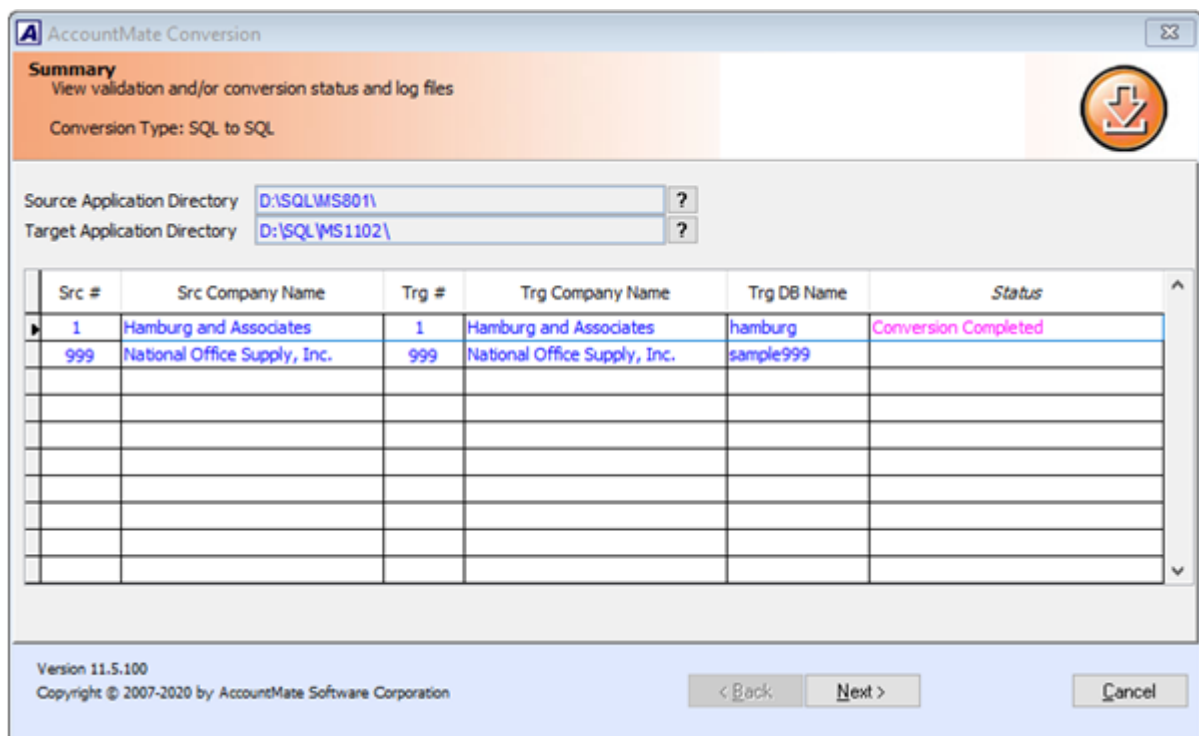 AccountMate Conversion
Summary
View validation and/or conversion status and log files
Conversion Type: SQL to SQL
Source Application Directory D:\SQL\MS801\ ?
Target Application Directory D:\SQL\MS1102\ ?
Src # Src Company Name Trg # Trg Company Name Trg DB Name Status
1 Hamburg and Associates 1 Hamburg and Associates hamburg Conversion Completed
999 National Office Supply, Inc. 999 National Office Supply, Inc. sample999
Version 11.5.100
Copyright © 2007-2020 by AccountMate Software Corporation
< Back Next > Cancel